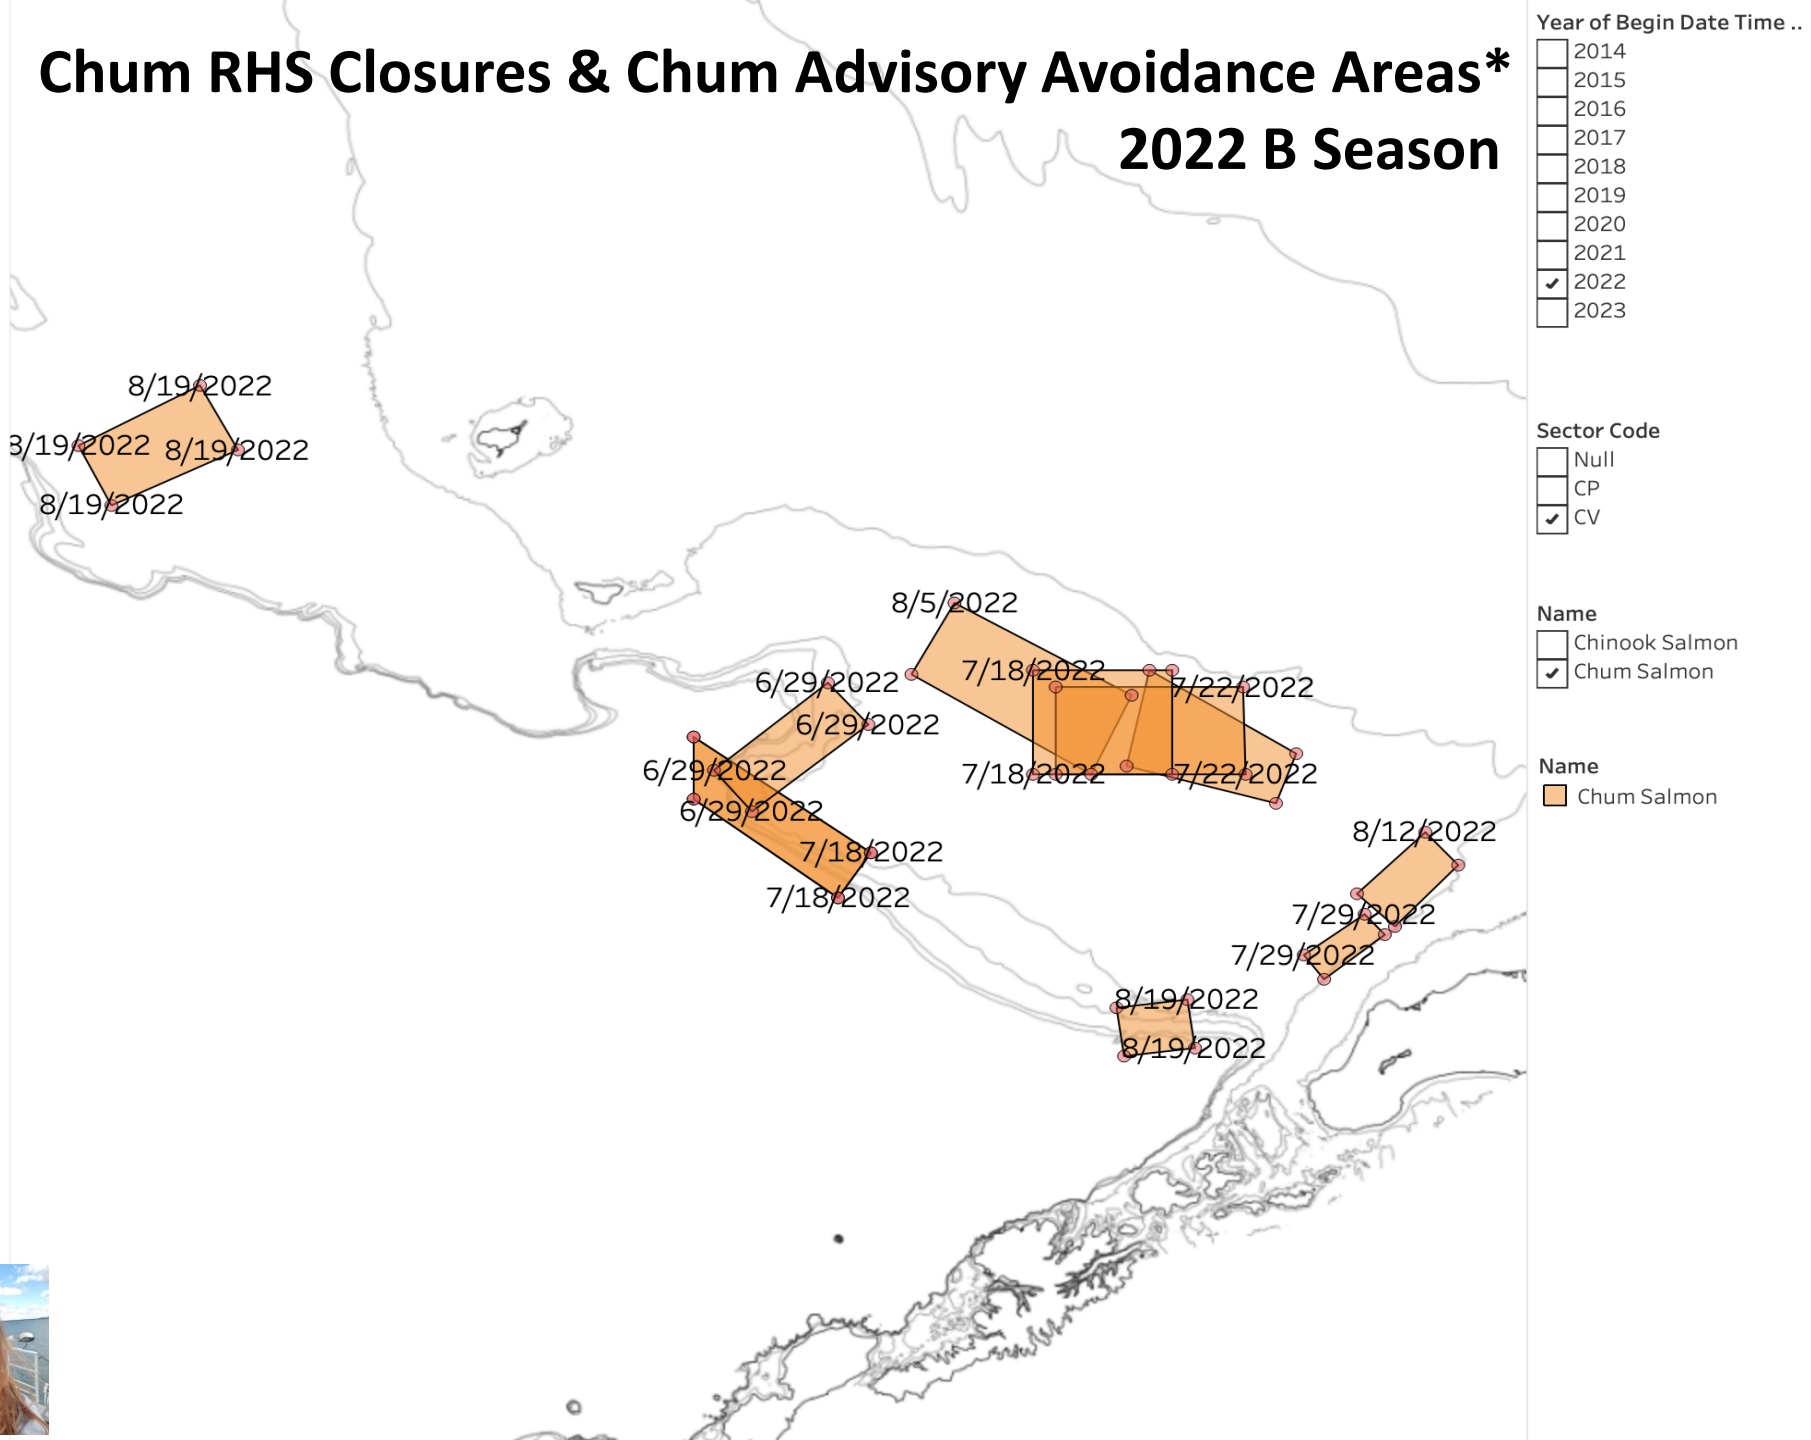 Chum RHS Closures & Chum Advisory Avoidance Areas*
2022 B Season
8/19/2022
8/19/2022
8/19/2022
8/19/2022
8/5/2022
7/18/2022
7/22/2022
6/29/2022
6/29/2022
6/29/2022
7/18/2022
7/22/2022
6/29/2022
8/12/2022
7/18/2022
7/18/2022
7/29/2022
7/29/2022
8/19/2022
8/19/2022
Year of Begin Date Time ..
2014
2015
2016
2017
2018
2019
2020
2021
2022
2023
Sector Code
Null
CP
CV
Name
Chinook Salmon
Chum Salmon
Name
Chum Salmon